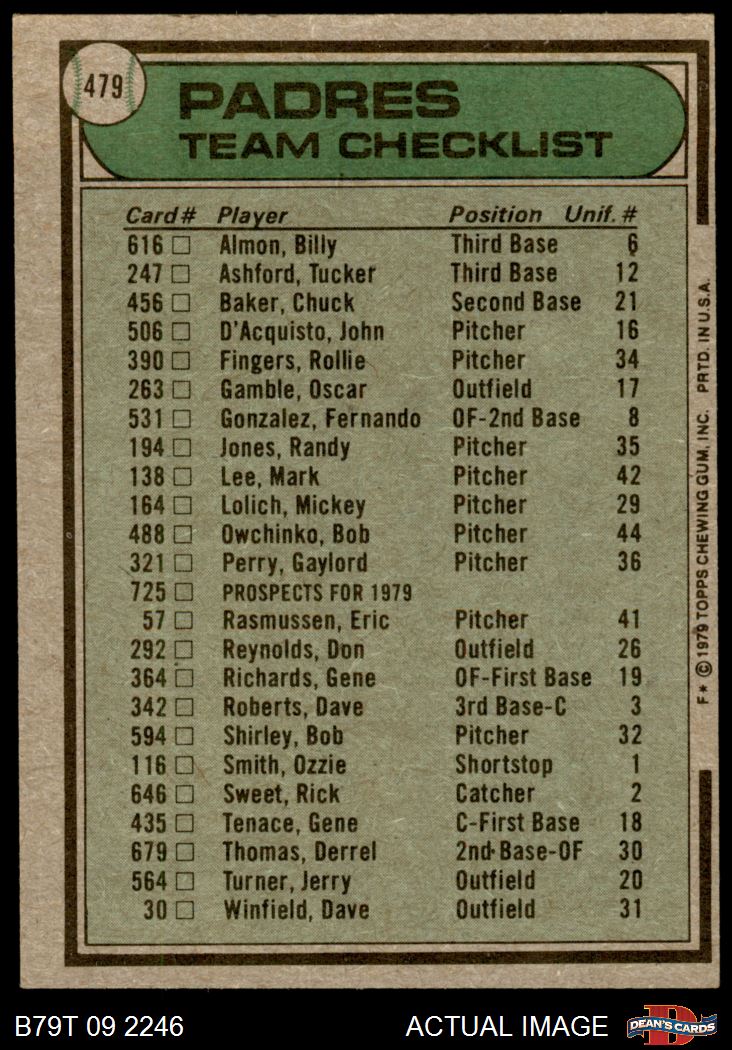 479
PADRES
TEAM CHECKLIST
Card # Player Position Unif. #
616 Almon, Billy Third Base 6
247 Ashford, Tucker Third Base 12
456 Baker, Chuck Second Base 21
506 D'Acquisto, John Pitcher 16
390 Fingers, Rollie Pitcher 34
263 Gamble, Oscar Outfield 17
531 Gonzalez, Fernando OF-2nd Base 8
194 Jones, Randy Pitcher 35
138 Lee, Mark Pitcher 42
164 Lolich, Mickey Pitcher 29
488 Owchinko, Bob Pitcher 44
321 Perry, Gaylord Pitcher 36
725 PROSPECTS FOR 1979
57 Rasmussen, Eric Pitcher 41
292 Reynolds, Don Outfield 26
364 Richards, Gene OF-First Base 19
342 Roberts, Dave 3rd Base-C 3
594 Shirley, Bob Pitcher 32
116 Smith, Ozzie Shortstop 1
646 Sweet, Rick Catcher 2
435 Tenace, Gene C-First Base 18
679 Thomas, Derrel 2nd-Base-OF 30
564 Turner, Jerry Outfield 20
30 Winfield, Dave Outfield 31
F* © 1979 TOPPS CHEWING GUM, INC. PRTD. IN U.S.A.
B79T 09 2246 ACTUAL IMAGE
D
DEAN'S CARDS